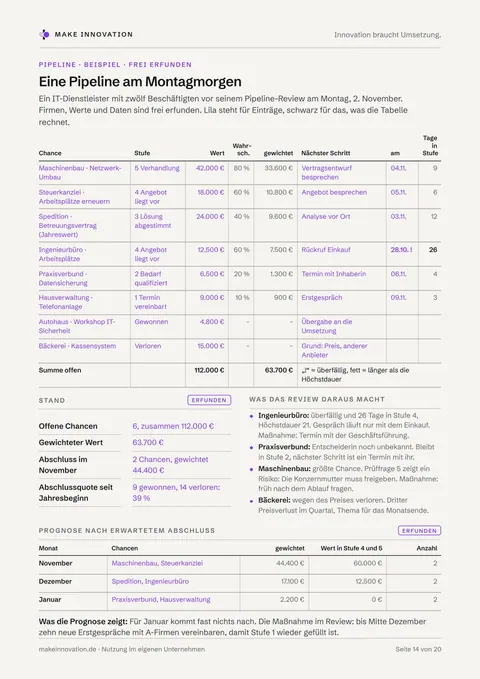 MAKE INNOVATION
Innovation braucht Umsetzung.
PIPELINE · BEISPIEL · FREI ERFUNDEN
Eine Pipeline am Montagmorgen
Ein IT-Dienstleister mit zwölf Beschäftigten vor seinem Pipeline-Review am Montag, 2. November.
Firmen, Werte und Daten sind frei erfunden. Lila steht für Einträge, schwarz für das, was die Tabelle
rechnet.
Chance Stufe Wert Wahr-sch. gewichtet Nächster Schritt am Tage in Stufe
Maschinenbau · Netzwerk-Umbau 5 Verhandlung 42.000 € 80 % 33.600 € Vertragsentwurf besprechen 04.11. 9
Steuerkanzlei · Arbeitsplätze erneuern 4 Angebot liegt vor 18.000 € 60 % 10.800 € Angebot besprechen 05.11. 6
Spedition · Betreuungsvertrag (Jahreswert) 3 Lösung abgestimmt 24.000 € 40 % 9.600 € Analyse vor Ort 03.11. 12
Ingenieurbüro · Arbeitsplätze 4 Angebot liegt vor 12.500 € 60 % 7.500 € Rückruf Einkauf 28.10. ! 26
Praxisverbund · Datensicherung 2 Bedarf qualifiziert 6.500 € 20 % 1.300 € Termin mit Inhaberin 06.11. 4
Hausverwaltung · Telefonanlage 1 Termin vereinbart 9.000 € 10 % 900 € Erstgespräch 09.11. 3
Autohaus · Workshop IT-Sicherheit Gewonnen 4.800 € – – Übergabe an die Umsetzung
Bäckerei · Kassensystem Verloren 15.000 € – – Grund: Preis, anderer Anbieter
Summe offen 112.000 € 63.700 € „!“ = überfällig, fett = länger als die Höchstdauer
STAND ERFUNDEN
Offene Chancen 6, zusammen 112.000 €
Gewichteter Wert 63.700 €
Abschluss im November 2 Chancen, gewichtet 44.400 €
Abschlussquote seit Jahresbeginn 9 gewonnen, 14 verloren: 39 %
WAS DAS REVIEW DARAUS MACHT
Ingenieurbüro: überfällig und 26 Tage in Stufe 4,
Höchstdauer 21. Gespräch läuft nur mit dem Einkauf.
Maßnahme: Termin mit der Geschäftsführung.
Praxisverbund: Entscheiderin noch unbekannt. Bleibt
in Stufe 2, nächster Schritt ein Termin mit ihr.
Maschinenbau: größte Chance. Prüffrage 5 zeigt ein
Risiko: Die Konzernmutter muss freigeben. Maßnahme:
früh nach dem Ablauf fragen.
Bäckerei: wegen des Preises verloren. Dritter
Preisverlust im Quartal, Thema für das Monatsende.
PROGNOSE NACH ERWARTETEM ABSCHLUSS ERFUNDEN
Monat Chancen gewichtet Wert in Stufe 4 und 5 Anzahl
November Maschinenbau, Steuerkanzlei 44.400 € 60.000 € 2
Dezember Spedition, Ingenieurbüro 17.100 € 12.500 € 2
Januar Praxisverbund, Hausverwaltung 2.200 € 0 € 2
Was die Prognose zeigt: Für Januar kommt fast nichts nach. Die Maßnahme im Review: bis Mitte Dezember
zehn neue Erstgespräche mit A-Firmen vereinbaren, damit Stufe 1 wieder gefüllt ist.
makeinnovation.de · Nutzung im eigenen Unternehmen
Seite 14 von 20